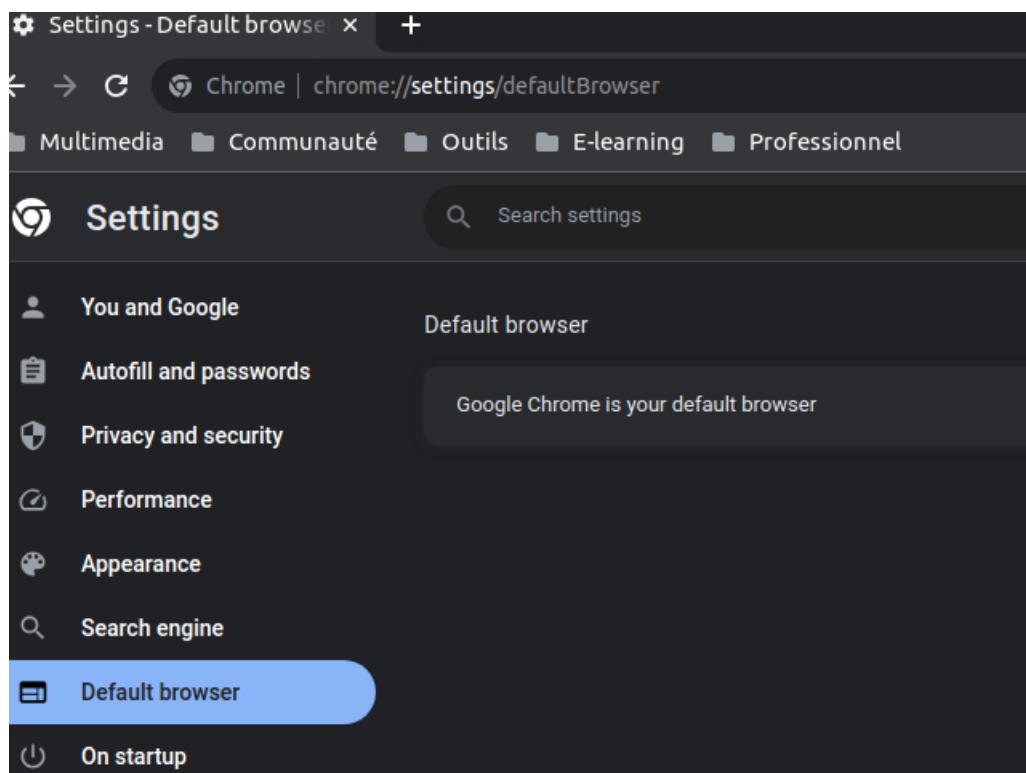 Settings - Default browse
Chrome | chrome://settings/defaultBrowser
Multimedia Communauté Outils E-learning Professionnel
Settings
Search settings
You and Google
Autofill and passwords
Privacy and security
Performance
Appearance
Search engine
Default browser
On startup
Default browser
Google Chrome is your default browser